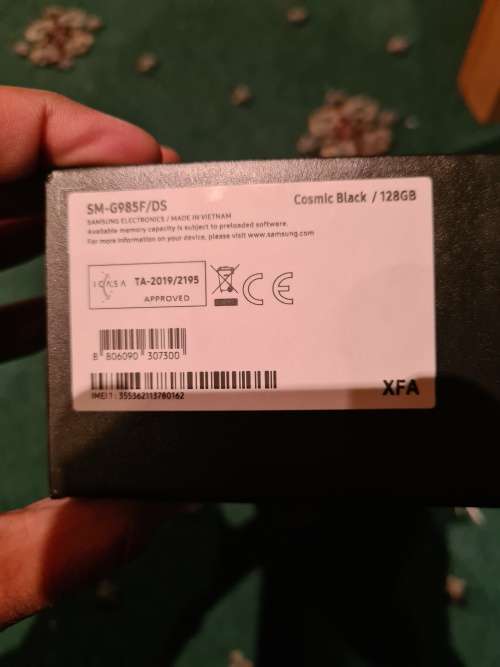 SM-G985F/DS
Cosmic Black / 128GB
SAMSUNG ELECTRONICS / MADE IN VIETNAM
Available memory capacity is subject to preloaded software.
For more information on your device, please visit www.samsung.com
ICASA TA-2019/2195
APPROVED
CE
8 806090 307300
IMEI1: 355362113780162
XFA